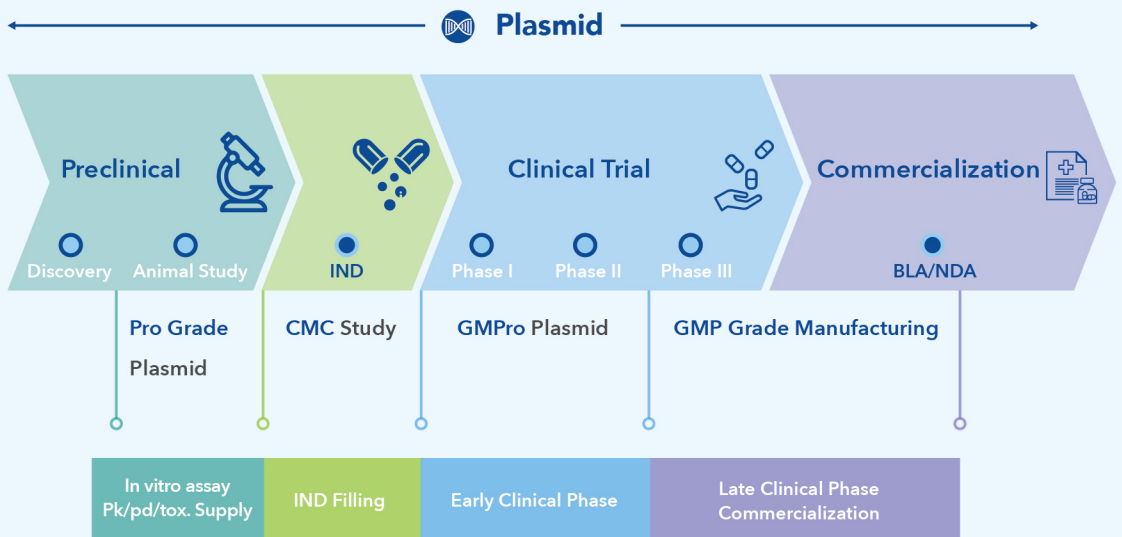 Plasmid
Preclinical
Clinical Trial
Commercialization
Discovery
Animal Study
IND
Phase I
Phase II
Phase III
BLA/NDA
Pro Grade
Plasmid
CMC Study
GMPro Plasmid
GMP Grade Manufacturing
In vitro assay
Pk/pd/tox. Supply
IND Filling
Early Clinical Phase
Late Clinical Phase
Commercialization